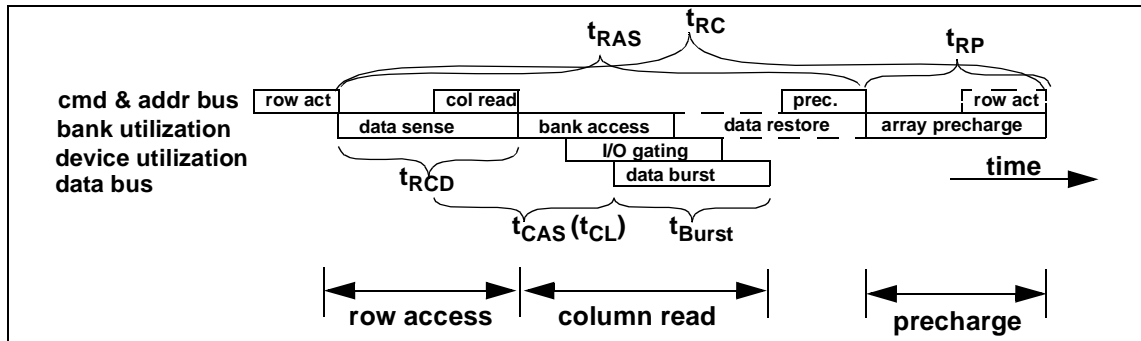 tRC
tRAS
tRP
cmd & addr bus row act col read prec. row act
bank utilization data sense bank access data restore array precharge
device utilization I/O gating
data bus data burst
time
tRCD
tCAS (tCL) tBurst
row access column read precharge